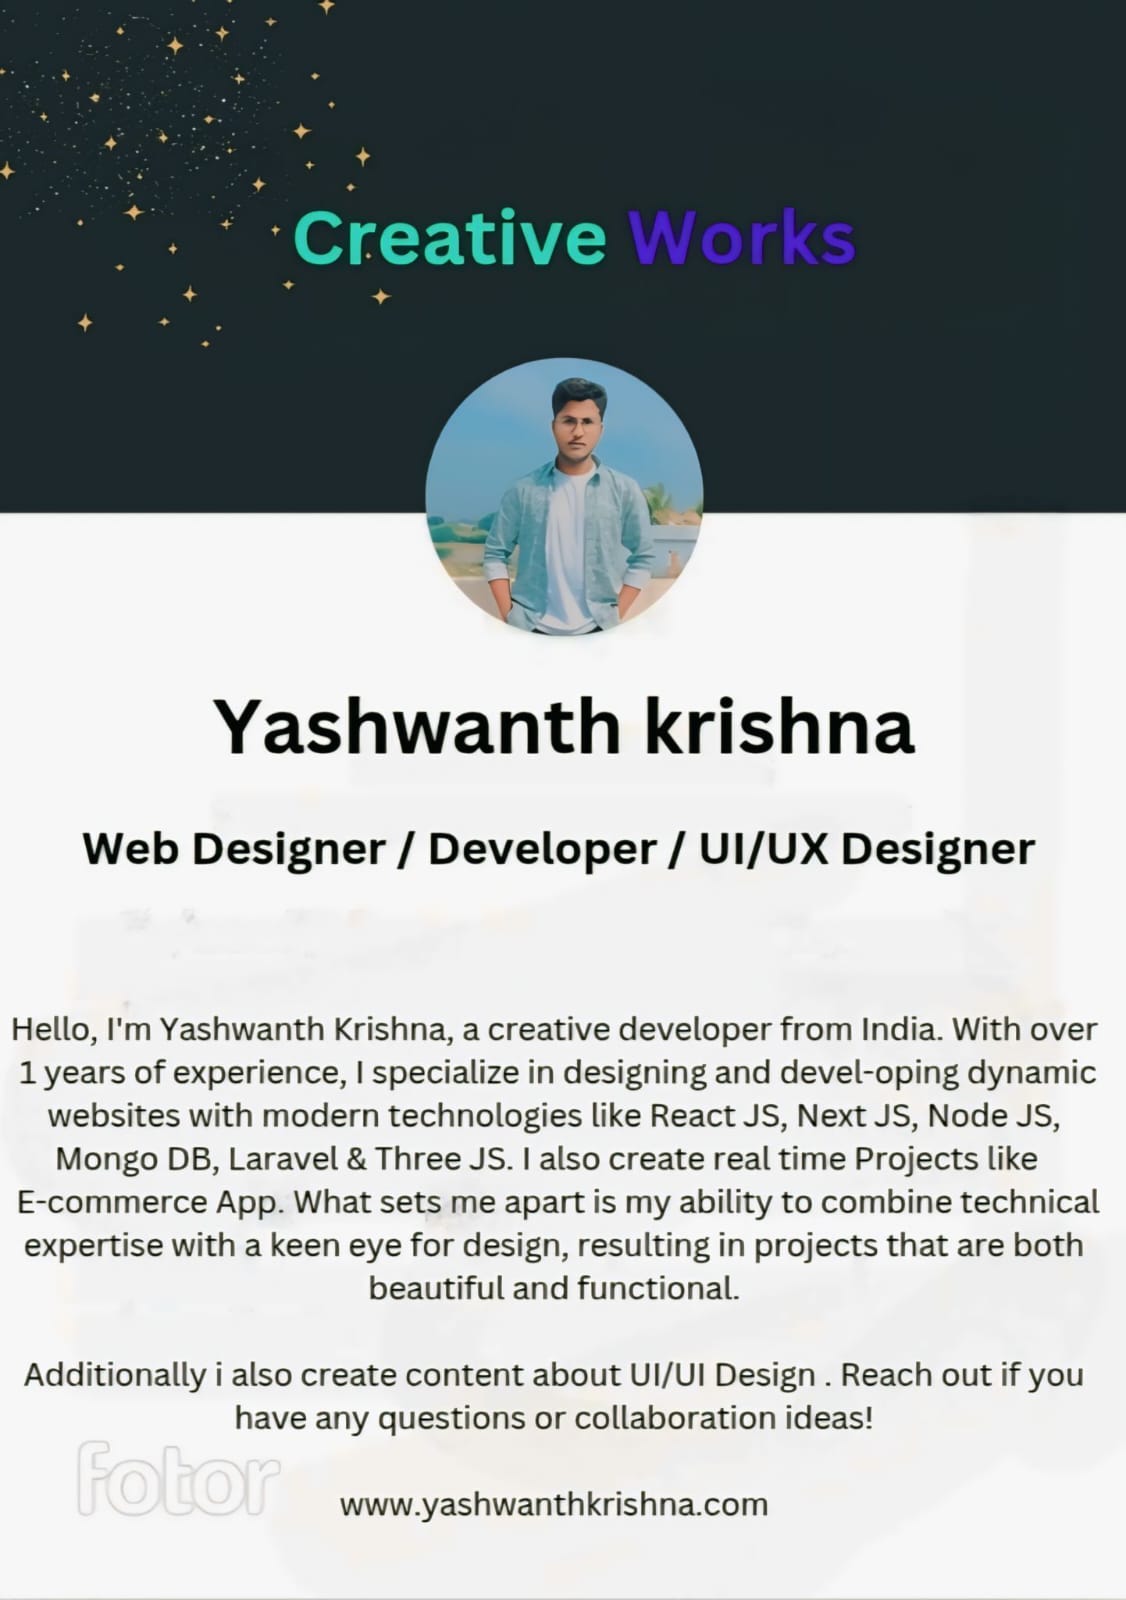 Creative Works
Yashwanth krishna
Web Designer / Developer / UI/UX Designer
Hello, I'm Yashwanth Krishna, a creative developer from India. With over
1 years of experience, I specialize in designing and devel-oping dynamic
websites with modern technologies like React JS, Next JS, Node JS,
Mongo DB, Laravel & Three JS. I also create real time Projects like
E-commerce App. What sets me apart is my ability to combine technical
expertise with a keen eye for design, resulting in projects that are both
beautiful and functional.
Additionally i also create content about UI/UI Design . Reach out if you
have any questions or collaboration ideas!
fotor
www.yashwanthkrishna.com